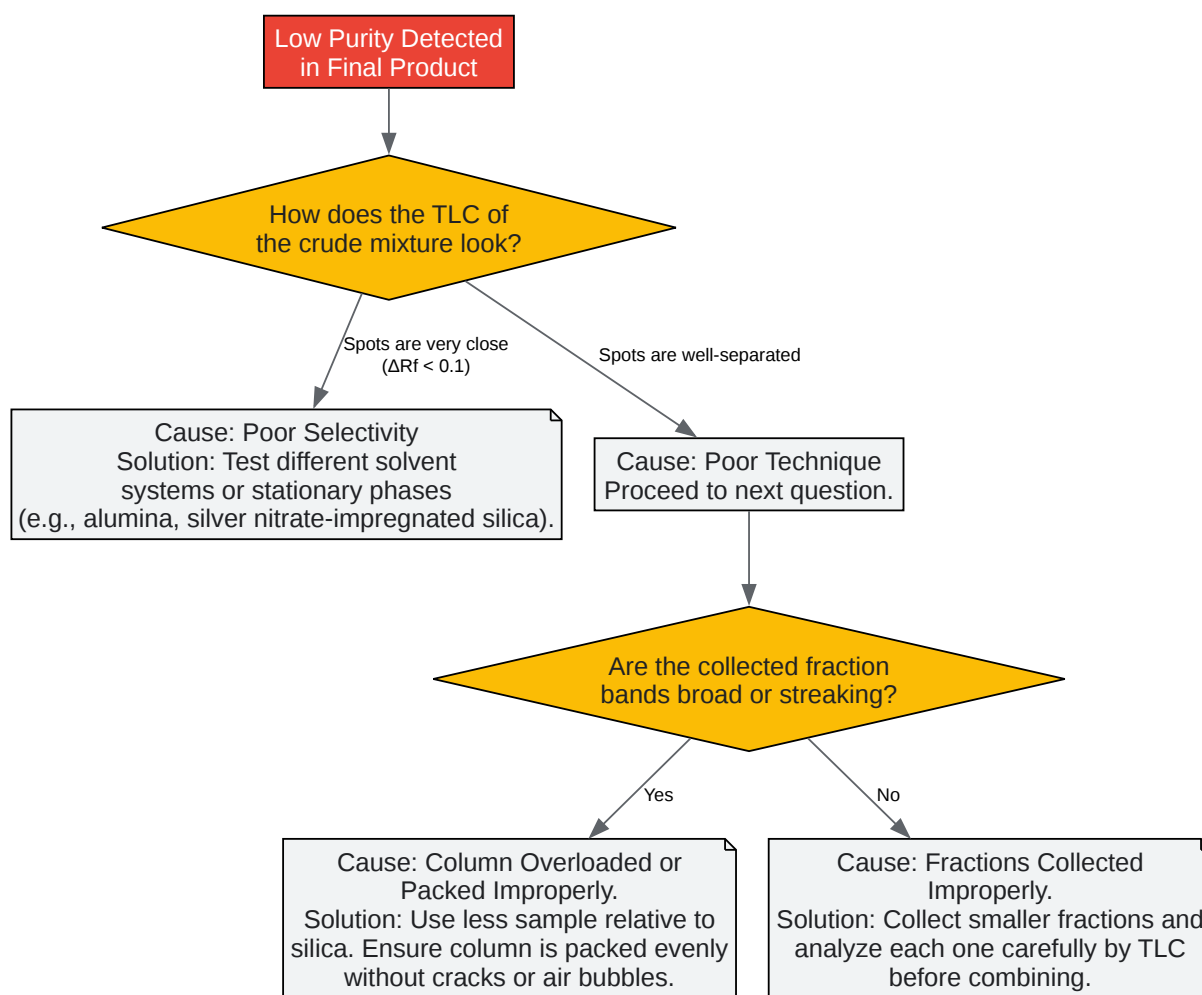 Low Purity Detected
in Final Product
How does the TLC of
the crude mixture look?
Spots are very close
(ΔRf < 0.1)
Spots are well-separated
Cause: Poor Selectivity
Solution: Test different solvent
systems or stationary phases
(e.g., alumina, silver nitrate-impregnated silica).
Cause: Poor Technique
Proceed to next question.
Are the collected fraction
bands broad or streaking?
Yes
No
Cause: Column Overloaded or
Packed Improperly.
Solution: Use less sample relative to
silica. Ensure column is packed evenly
without cracks or air bubbles.
Cause: Fractions Collected
Improperly.
Solution: Collect smaller fractions and
analyze each one carefully by TLC
before combining.